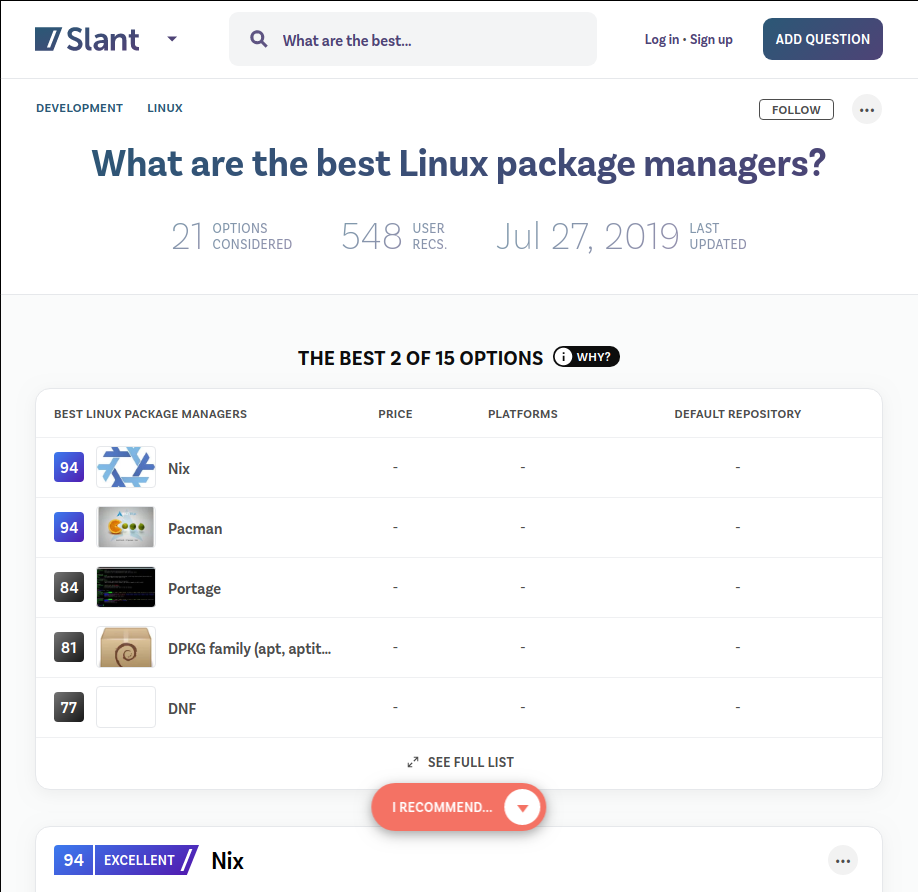 Slant
What are the best...
Log in • Sign up
ADD QUESTION
DEVELOPMENT LINUX
FOLLOW
What are the best Linux package managers?
21 OPTIONS CONSIDERED
548 USER RECS.
Jul 27, 2019 LAST UPDATED
THE BEST 2 OF 15 OPTIONS i WHY?
BEST LINUX PACKAGE MANAGERS PRICE PLATFORMS DEFAULT REPOSITORY
94 Nix - - -
94 Pacman - - -
84 Portage - - -
81 DPKG family (apt, aptit... - - -
77 DNF - - -
SEE FULL LIST
I RECOMMEND...
94 EXCELLENT Nix